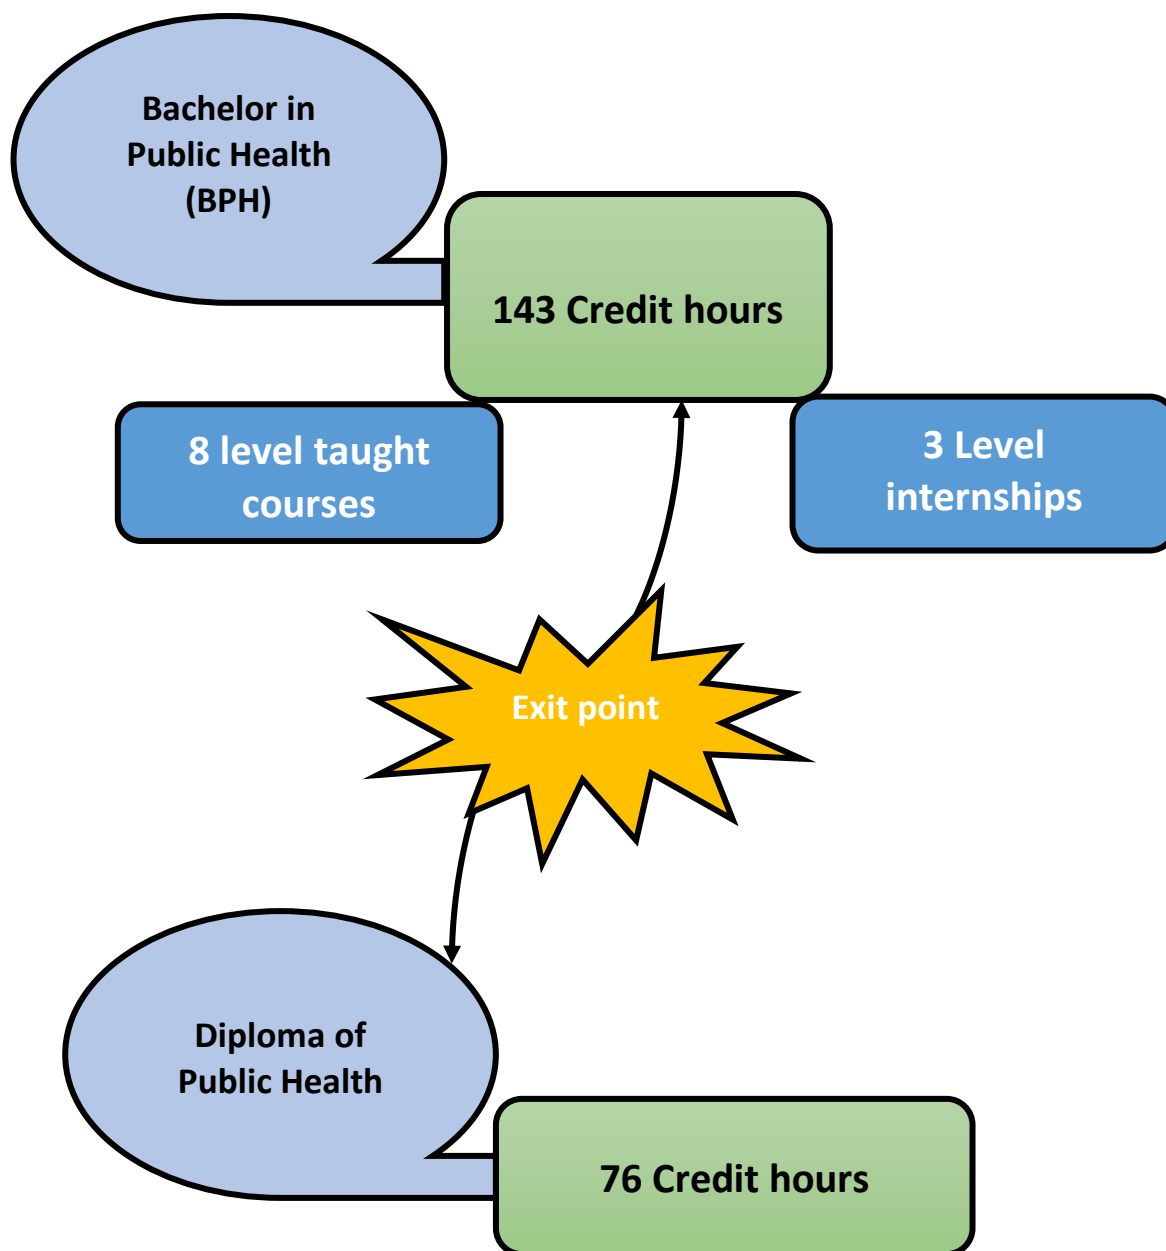 Bachelor in
Public Health
(BPH)
143 Credit hours
8 level taught
courses
3 Level
internships
Exit point
Diploma of
Public Health
76 Credit hours